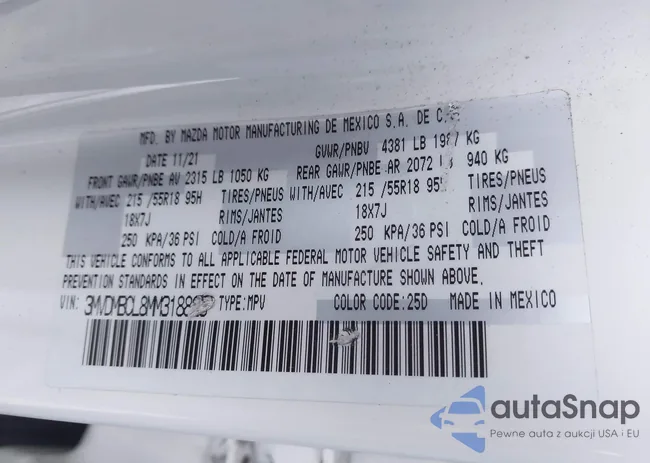 MFD. BY MAZDA MOTOR MANUFACTURING DE MEXICO S.A. DE C.
DATE 11/21 GVWR/PNBV 4381 LB KG
FRONT GAWR/PNBE AV 2315 LB 1050 KG REAR GAWR/PNBE AR 2072 940 KG
WITH/AVEC 215 /55R18 95H TIRES/PNEUS WITH/AVEC 215 /55R18 TIRES/PNEUS
18X7J RIMS/JANTES 18X7J RIMS/JANTES
250 KPA/36 PSI COLD/A FROID 250 KPA/36 PSI COLD/A FROID
THIS VEHICLE CONFORMS TO ALL APPLICABLE FEDERAL MOTOR VEHICLE SAFETY AND THEFT
PREVENTION STANDARDS IN EFFECT ON THE DATE OF MANUFACTURE SHOWN ABOVE.
VIN: TYPE:MPV COLOR CODE:25D MADE IN MEXICO
autaSnap
Pewne auta z aukcji USA i EU